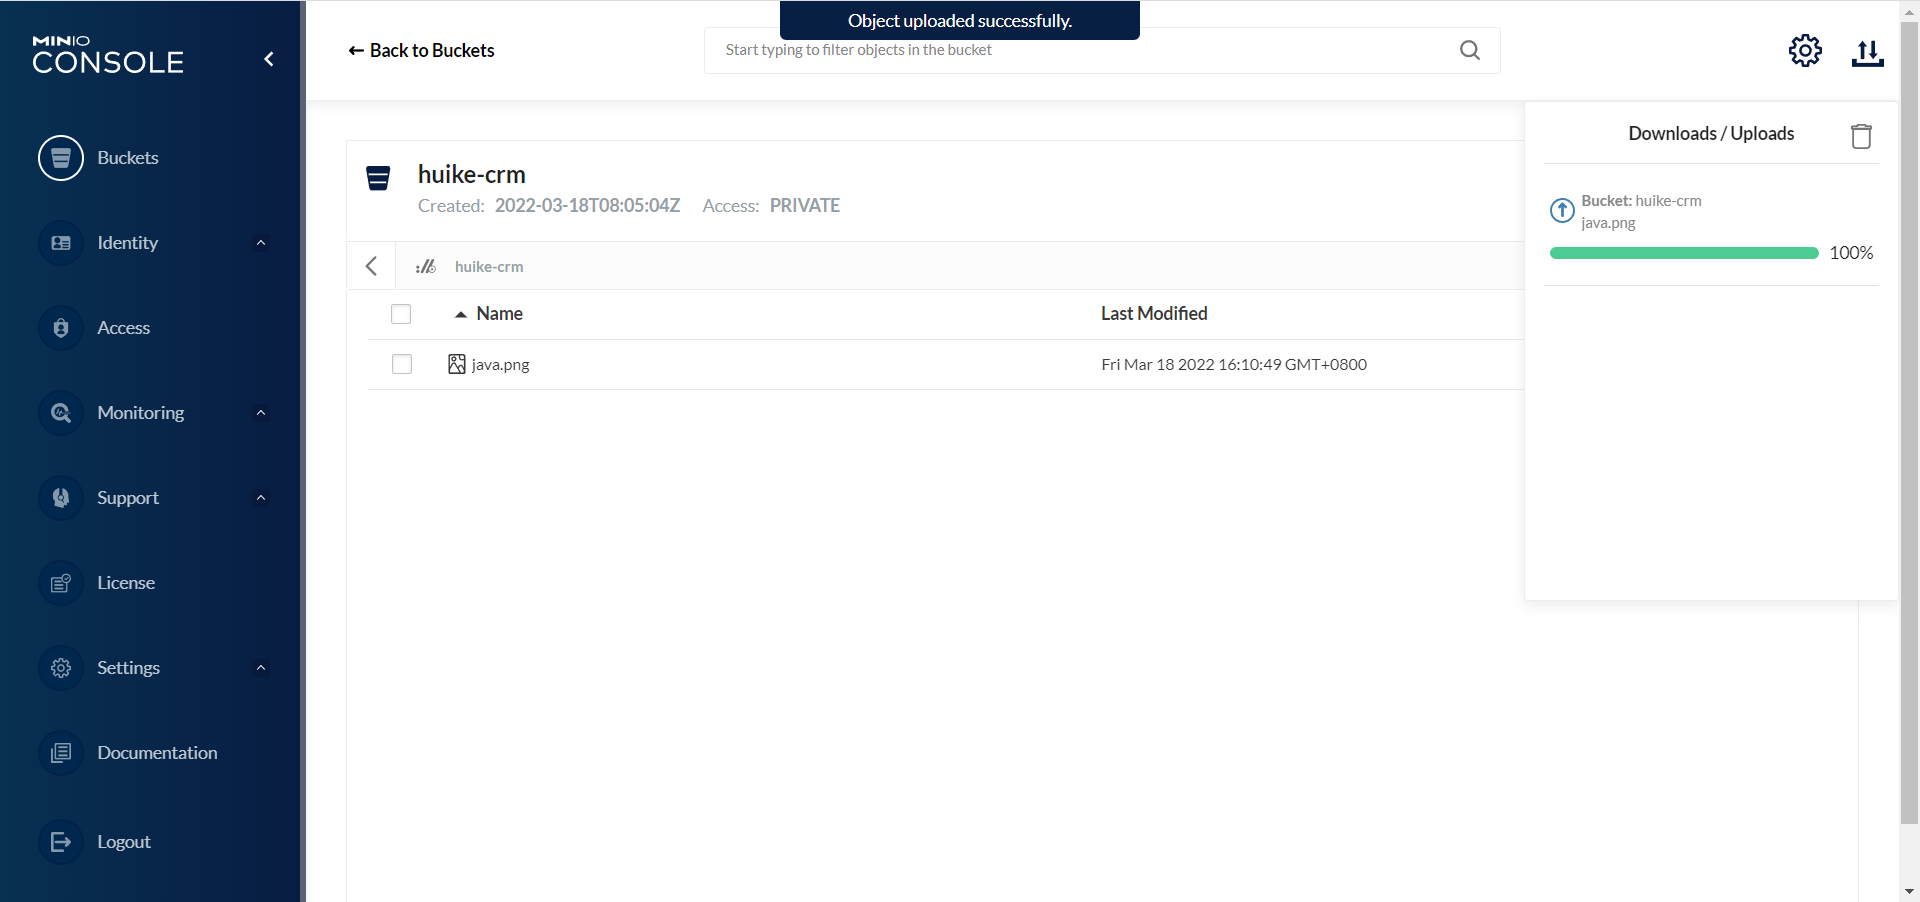 Object uploaded successfully.
MINIO
CONSOLE
Back to Buckets
Start typing to filter objects in the bucket
Buckets
Identity
Access
Monitoring
Support
License
Settings
Documentation
Logout
huike-crm
Created: 2022-03-18T08:05:04Z Access: PRIVATE
huike-crm
Name Last Modified
java.png Fri Mar 18 2022 16:10:49 GMT+0800
Downloads / Uploads
Bucket: huike-crm
java.png
100%